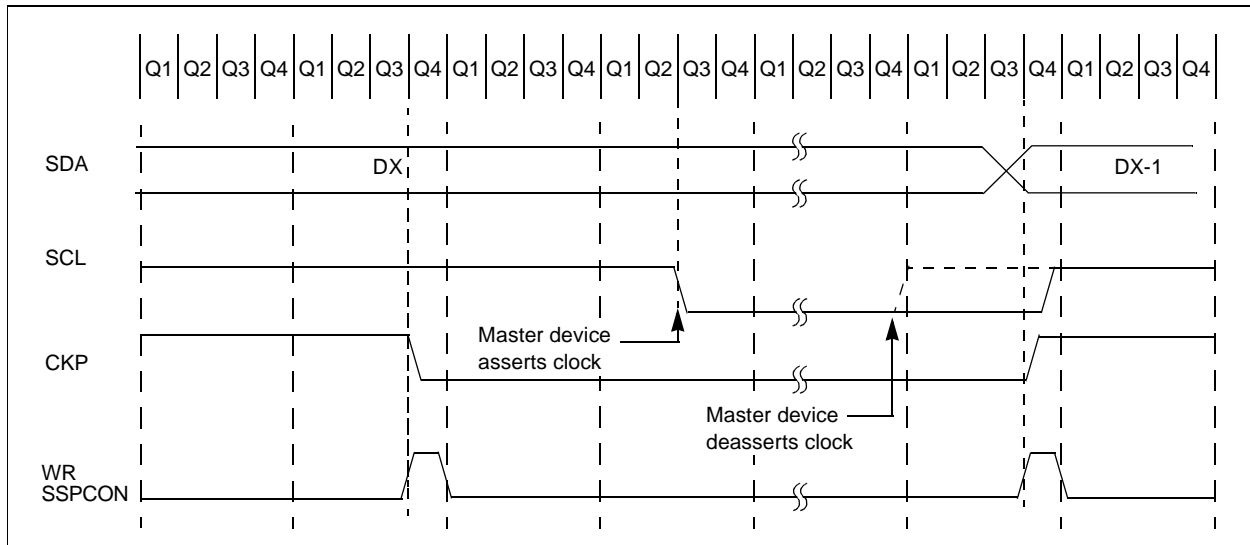 Q1 Q2 Q3 Q4 Q1 Q2 Q3 Q4 Q1 Q2 Q3 Q4 Q1 Q2 Q3 Q4 Q1 Q2 Q3 Q4 Q1 Q2 Q3 Q4 Q1 Q2 Q3 Q4
SDA
DX
DX-1
SCL
Master device
asserts clock
CKP
Master device
deasserts clock
WR
SSPCON